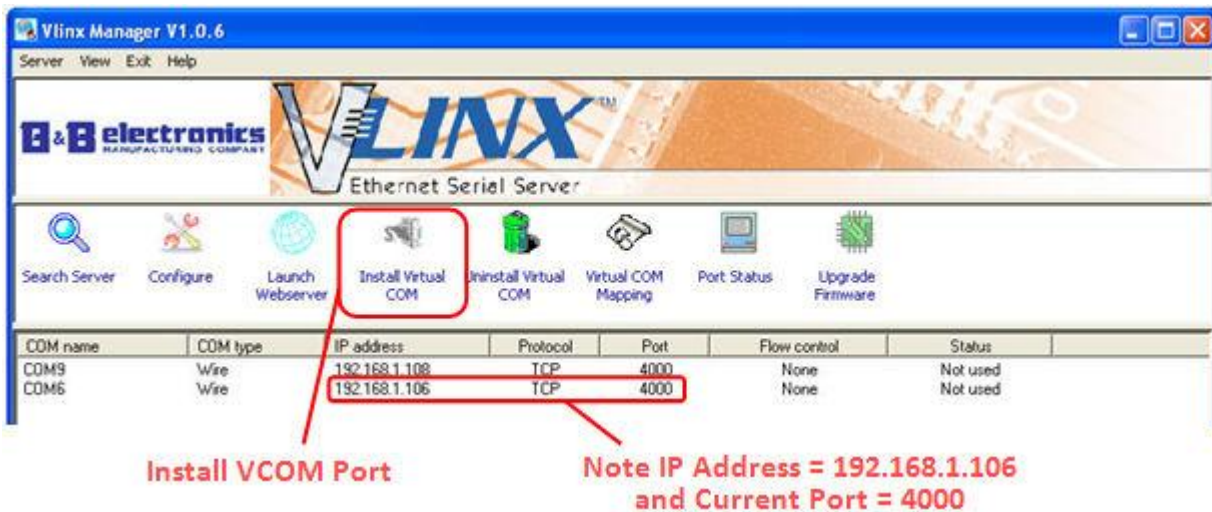 Vlinx Manager V1.0.6
Server View Exit Help
B&B electronics
MANUFACTURING COMPANY
VLINX™
Ethernet Serial Server
Search Server
Configure
Launch Webserver
Install Virtual COM
Uninstall Virtual COM
Virtual COM Mapping
Port Status
Upgrade Firmware
COM name COM type IP address Protocol Port Flow control Status
COM9 Wire 192.168.1.108 TCP 4000 None Not used
COM6 Wire 192.168.1.106 TCP 4000 None Not used
Install VCOM Port
Note IP Address = 192.168.1.106
and Current Port = 4000